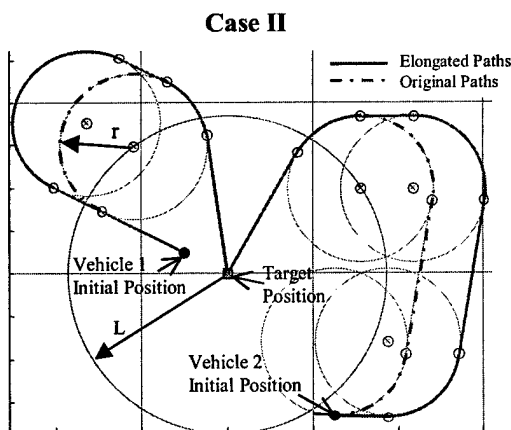 Case II
Elongated Paths
Original Paths
r
Vehicle 1
Initial Position
Target
Position
L
Vehicle 2
Initial Position